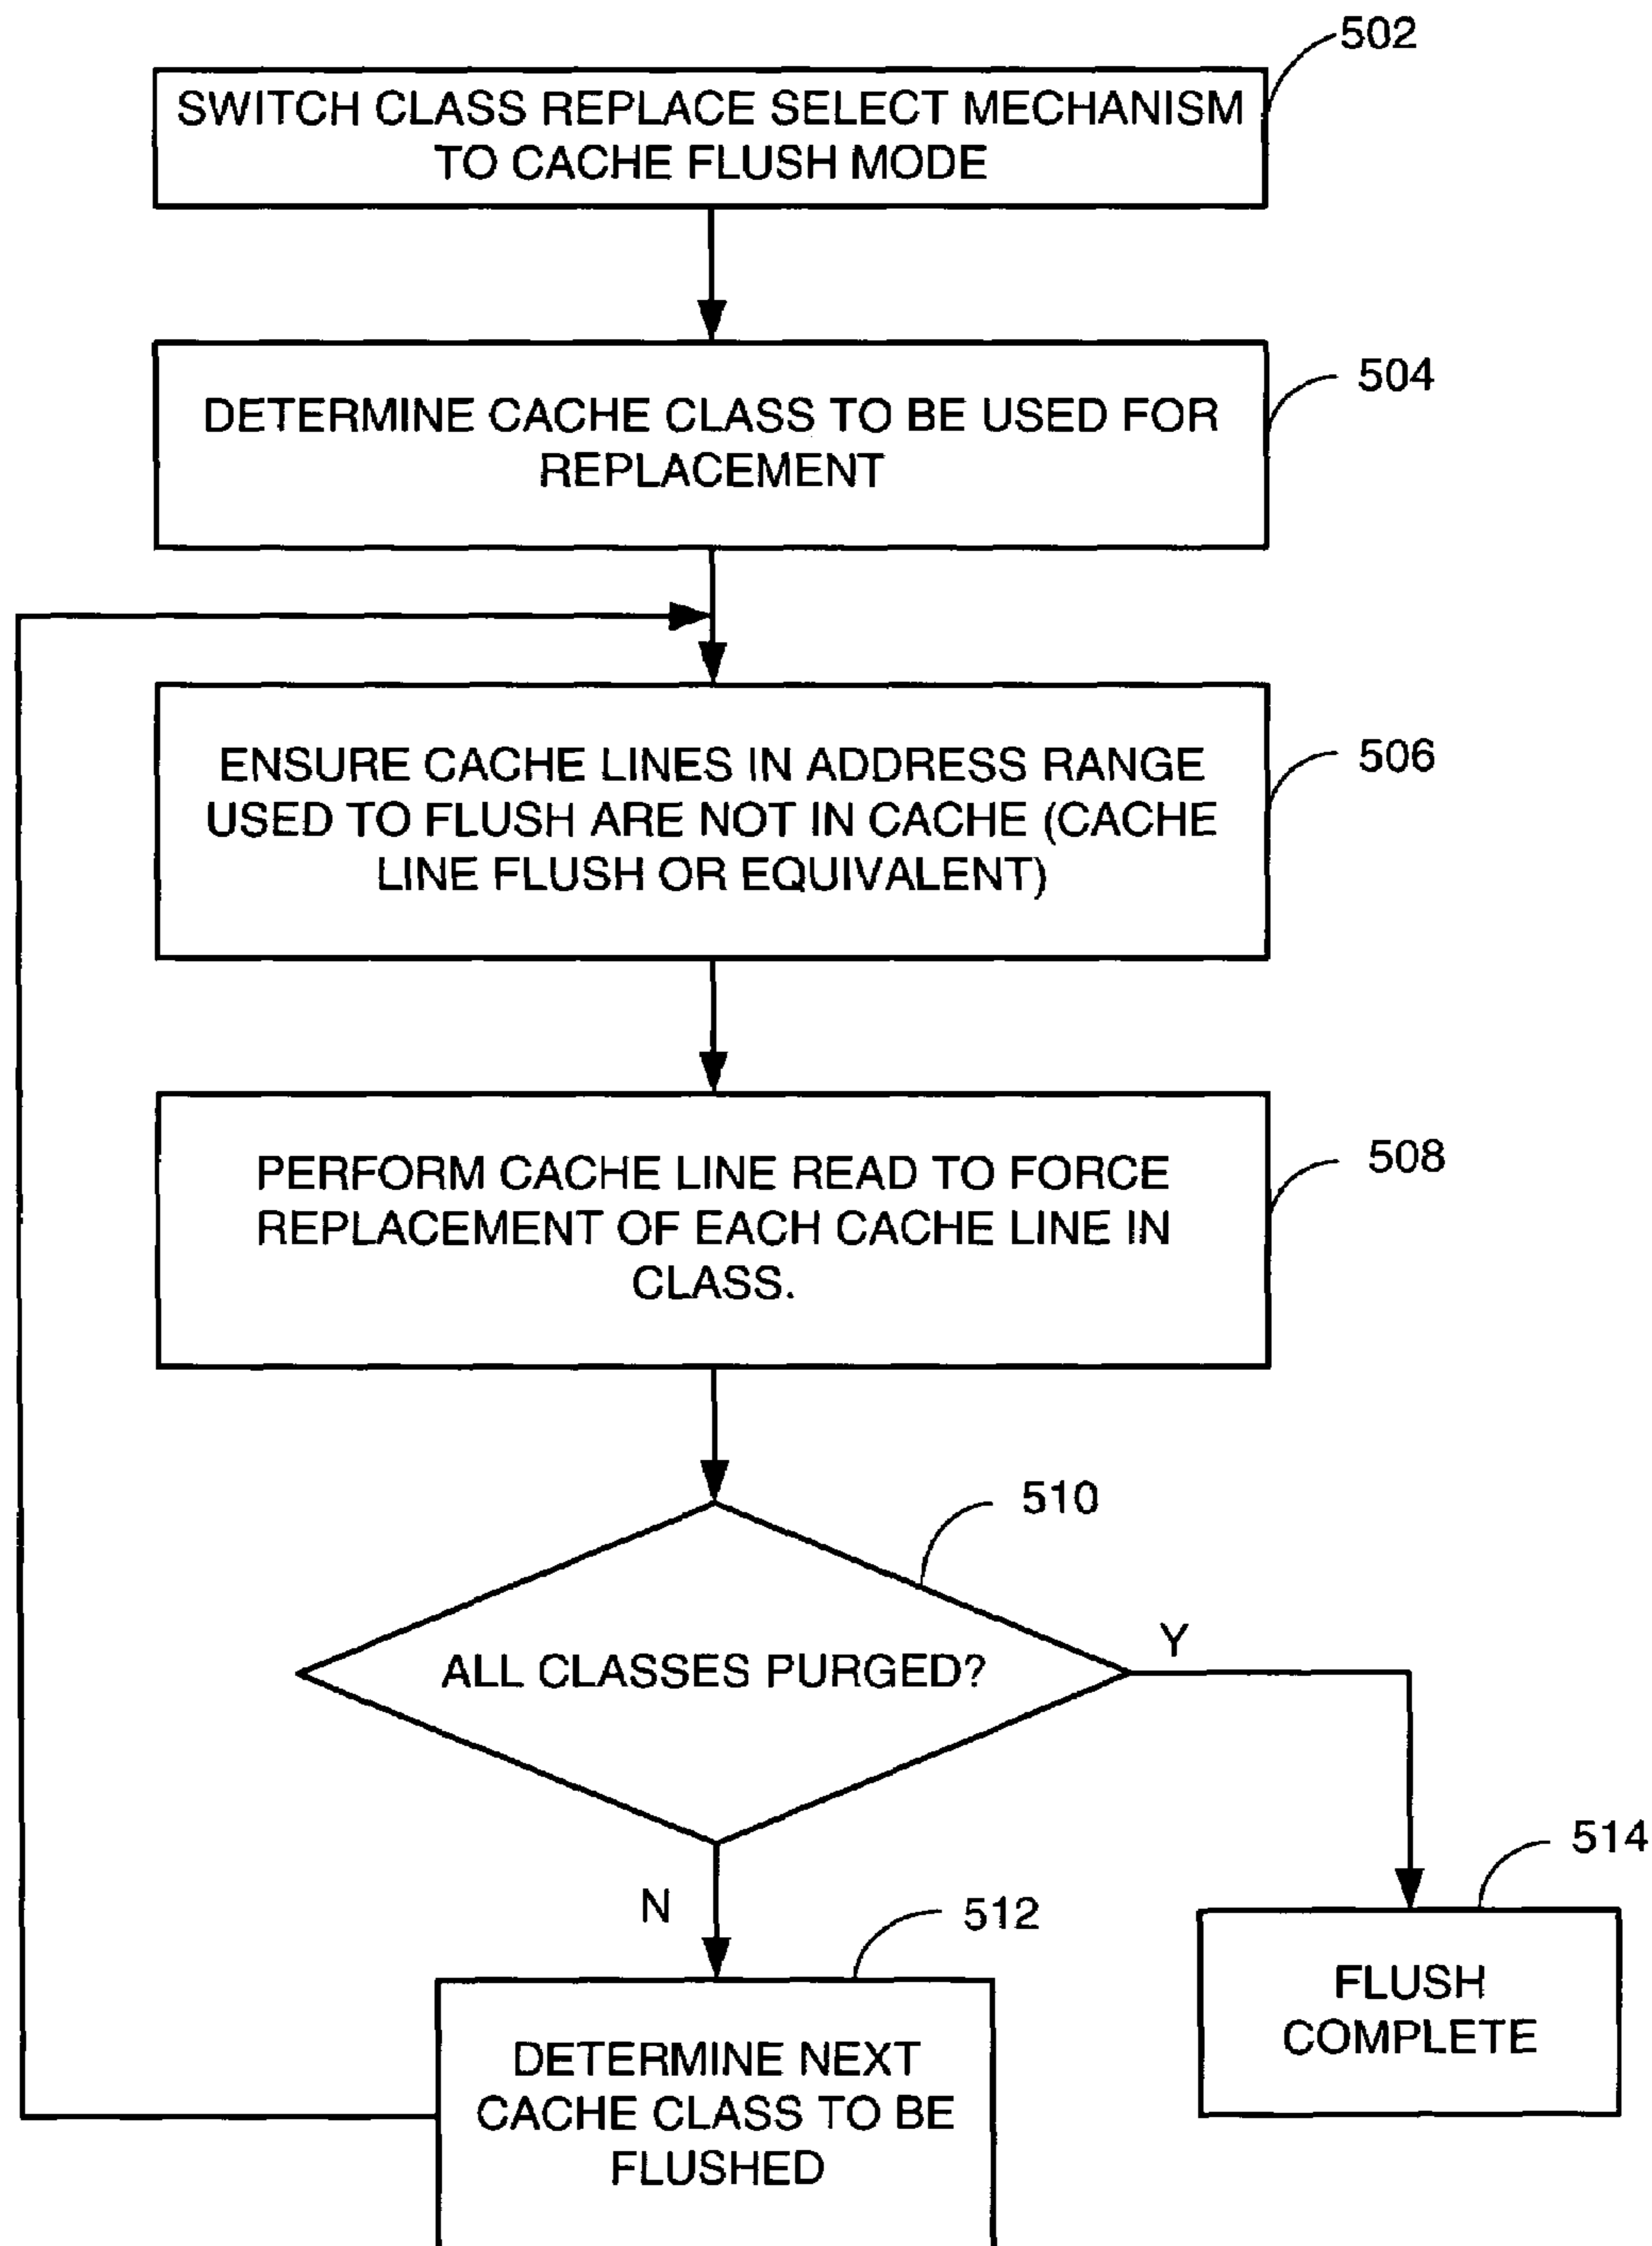 502
SWITCH CLASS REPLACE SELECT MECHANISM
TO CACHE FLUSH MODE
504
DETERMINE CACHE CLASS TO BE USED FOR
REPLACEMENT
506
ENSURE CACHE LINES IN ADDRESS RANGE
USED TO FLUSH ARE NOT IN CACHE (CACHE
LINE FLUSH OR EQUIVALENT)
508
PERFORM CACHE LINE READ TO FORCE
REPLACEMENT OF EACH CACHE LINE IN
CLASS.
510
ALL CLASSES PURGED?
Y
N
512
DETERMINE NEXT
CACHE CLASS TO BE
FLUSHED
514
FLUSH
COMPLETE